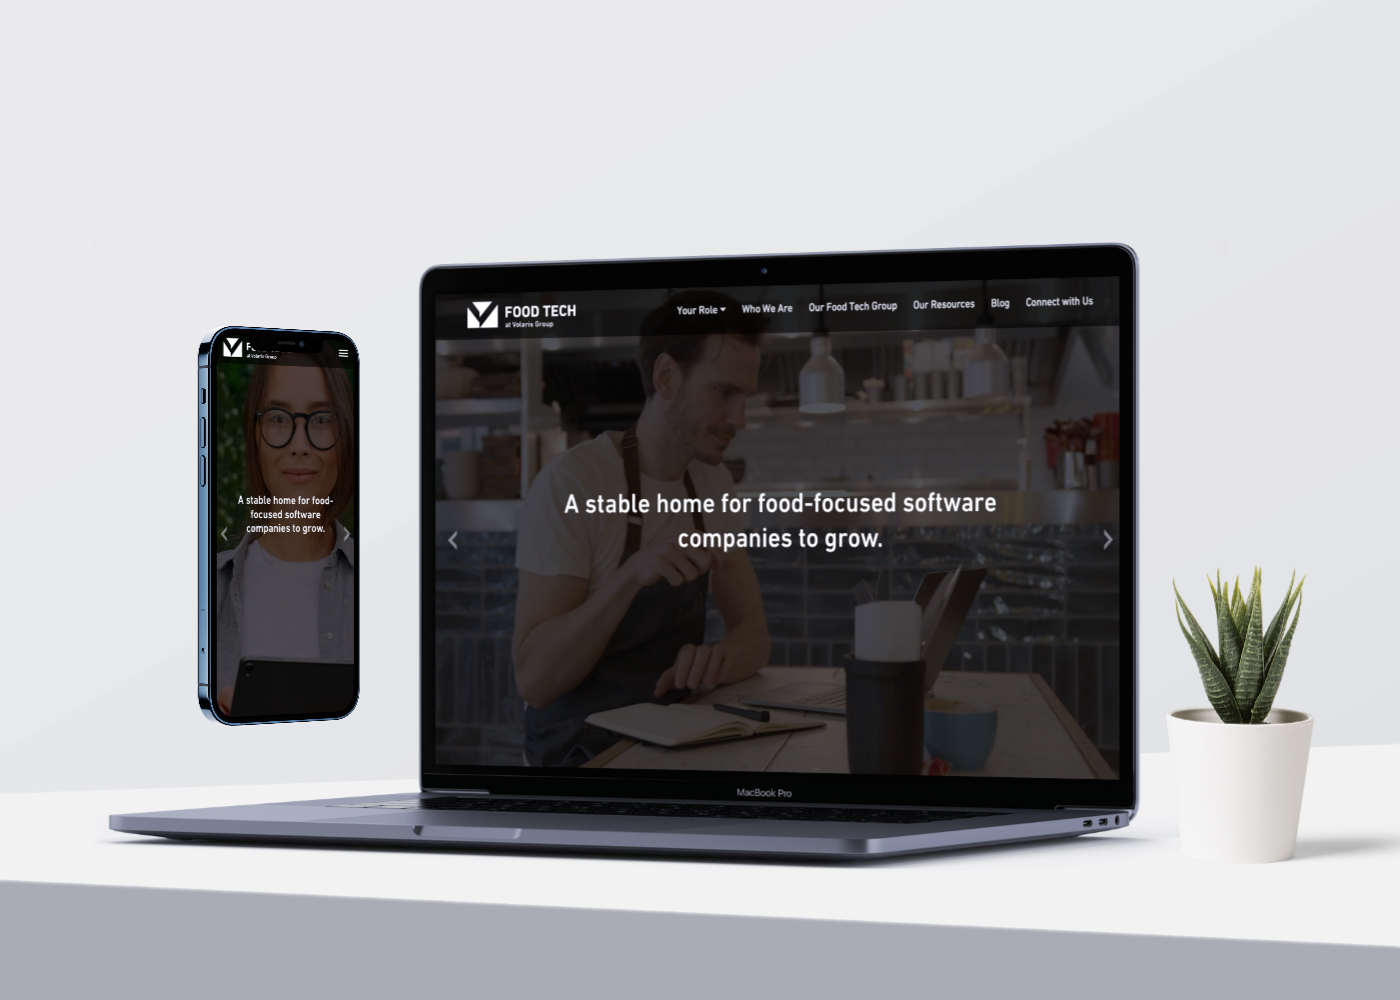 FOOD TECH
at Volaris Group
Your Role
Who We Are
Our Food Tech Group
Our Resources
Blog
Connect with Us
A stable home for food-focused software
companies to grow.
MacBook Pro
at Volaris Group
A stable home for food-
focused software
companies to grow.